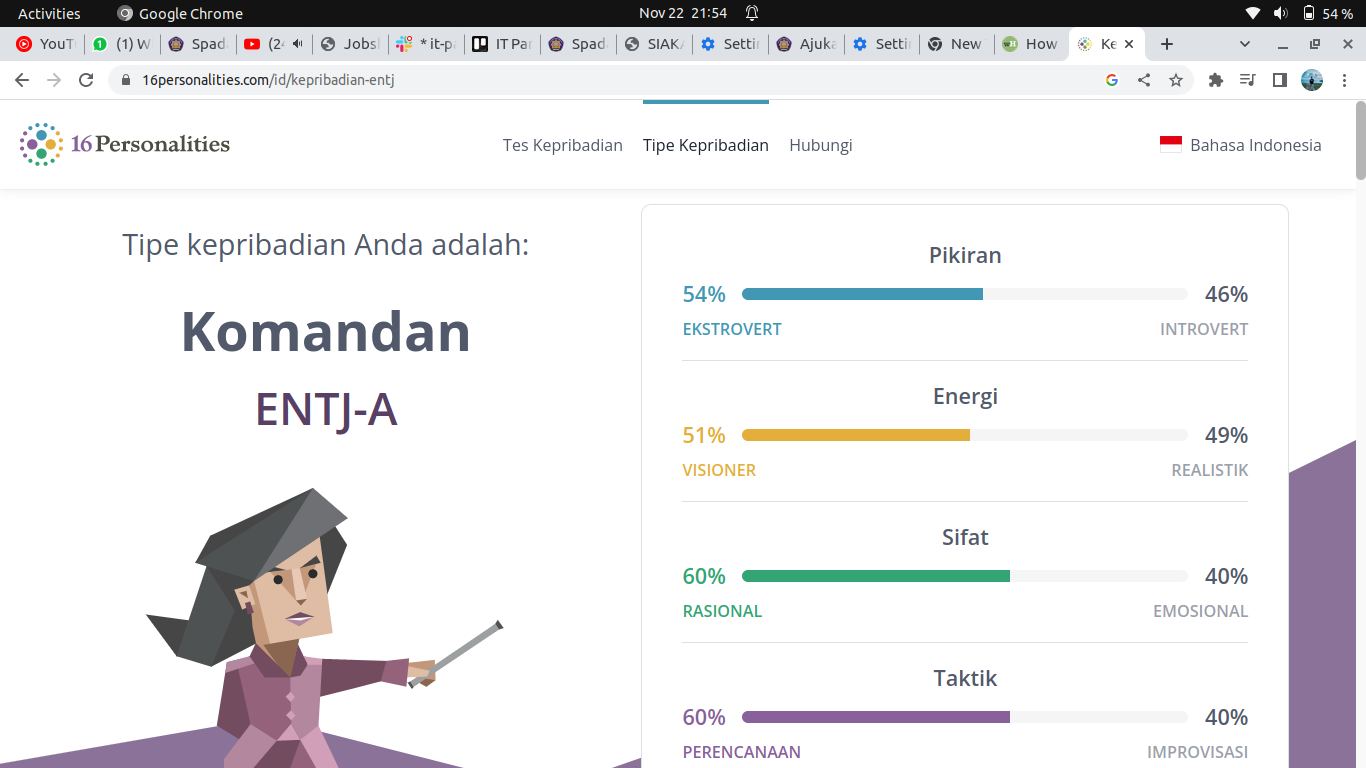 Activities Google Chrome Nov 22 21:54 54 %
YouT (1) W Spad (24 Jobs *it-p IT Par Spad SIAK Settin Ajuka Settin New How Ke
16personalities.com/id/kepribadian-entj
16Personalities Tes Kepribadian Tipe Kepribadian Hubungi Bahasa Indonesia
Tipe kepribadian Anda adalah:
Komandan
ENTJ-A
Pikiran
54% 46%
EKSTROVERT INTROVERT
Energi
51% 49%
VISIONER REALISTIK
Sifat
60% 40%
RASIONAL EMOSIONAL
Taktik
60% 40%
PERENCANAAN IMPROVISASI